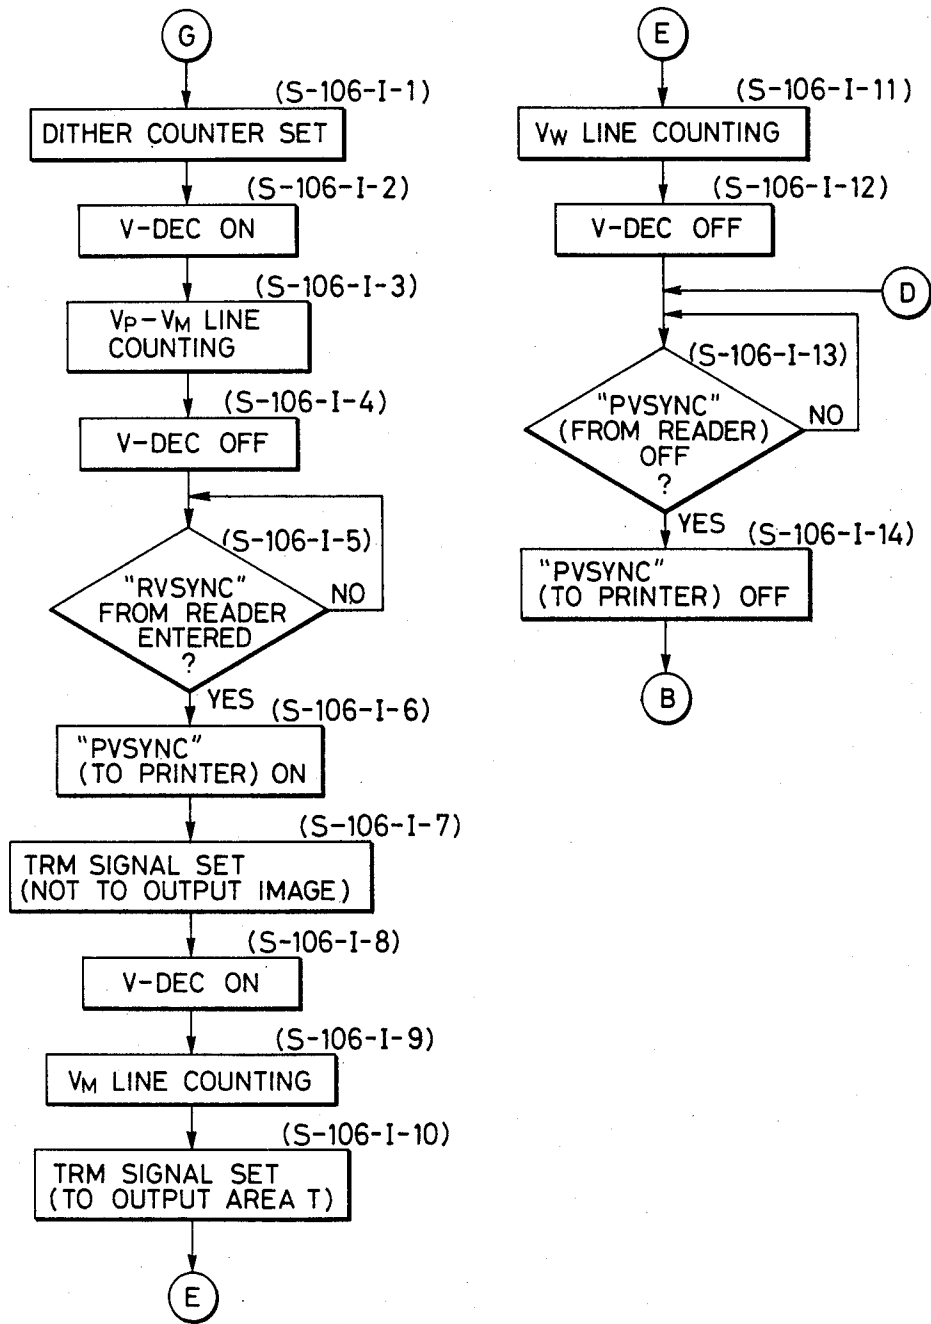 G
(S-106-I-1)
DITHER COUNTER SET
(S-106-I-2)
V-DEC ON
(S-106-I-3)
VP-VM LINE
COUNTING
(S-106-I-4)
V-DEC OFF
(S-106-I-5)
"RVSYNC"
FROM READER
ENTERED
?
NO
YES
(S-106-I-6)
"PVSYNC"
(TO PRINTER) ON
(S-106-I-7)
TRM SIGNAL SET
(NOT TO OUTPUT IMAGE)
(S-106-I-8)
V-DEC ON
(S-106-I-9)
VM LINE COUNTING
(S-106-I-10)
TRM SIGNAL SET
(TO OUTPUT AREA T)
E
E
(S-106-I-11)
VW LINE COUNTING
(S-106-I-12)
V-DEC OFF
D
(S-106-I-13)
"PVSYNC"
(FROM READER)
OFF
?
NO
YES
(S-106-I-14)
"PVSYNC"
(TO PRINTER) OFF
B